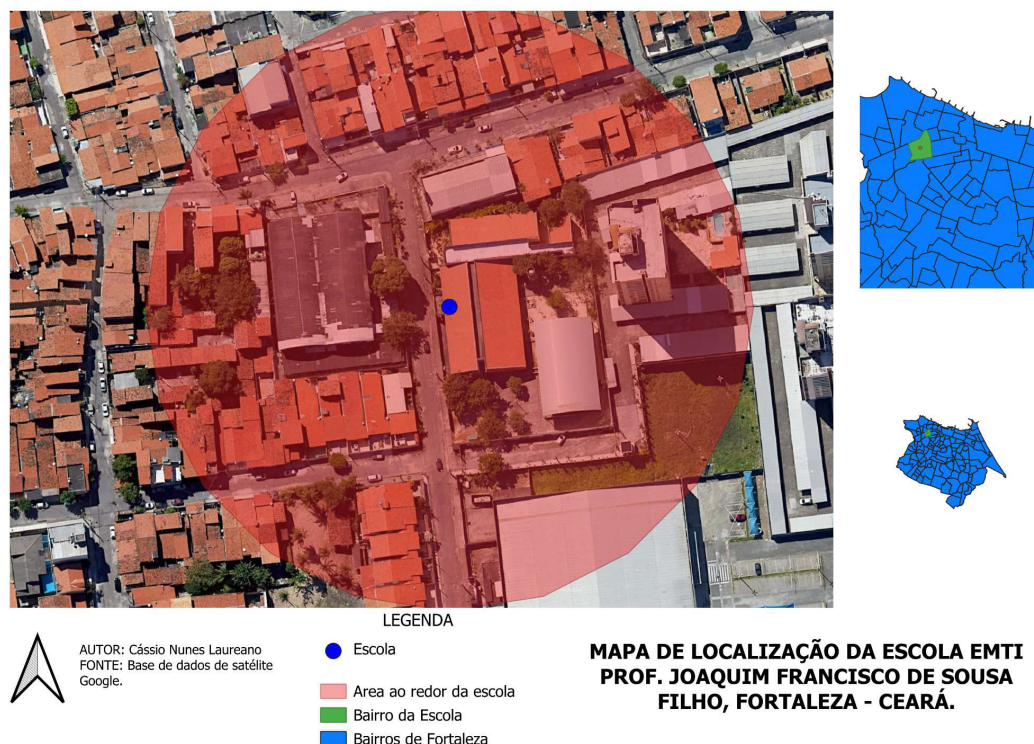 LEGENDA
AUTOR: Cássio Nunes Laureano
FONTE: Base de dados de satélite
Google.
Escola
Area ao redor da escola
Bairro da Escola
Bairros de Fortaleza
MAPA DE LOCALIZAÇÃO DA ESCOLA EMTI
PROF. JOAQUIM FRANCISCO DE SOUSA
FILHO, FORTALEZA - CEARÁ.